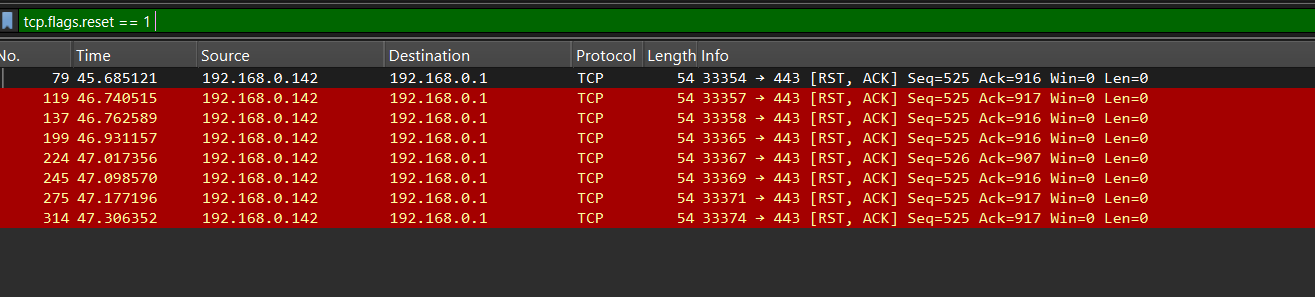 tcp.flags.reset == 1
No. Time Source Destination Protocol Length Info
79 45.685121 192.168.0.142 192.168.0.1 TCP 54 33354 → 443 [RST, ACK] Seq=525 Ack=916 Win=0 Len=0
119 46.740515 192.168.0.142 192.168.0.1 TCP 54 33357 → 443 [RST, ACK] Seq=525 Ack=917 Win=0 Len=0
137 46.762589 192.168.0.142 192.168.0.1 TCP 54 33358 → 443 [RST, ACK] Seq=525 Ack=916 Win=0 Len=0
199 46.931157 192.168.0.142 192.168.0.1 TCP 54 33365 → 443 [RST, ACK] Seq=525 Ack=916 Win=0 Len=0
224 47.017356 192.168.0.142 192.168.0.1 TCP 54 33367 → 443 [RST, ACK] Seq=526 Ack=907 Win=0 Len=0
245 47.098570 192.168.0.142 192.168.0.1 TCP 54 33369 → 443 [RST, ACK] Seq=525 Ack=916 Win=0 Len=0
275 47.177196 192.168.0.142 192.168.0.1 TCP 54 33371 → 443 [RST, ACK] Seq=525 Ack=917 Win=0 Len=0
314 47.306352 192.168.0.142 192.168.0.1 TCP 54 33374 → 443 [RST, ACK] Seq=525 Ack=917 Win=0 Len=0